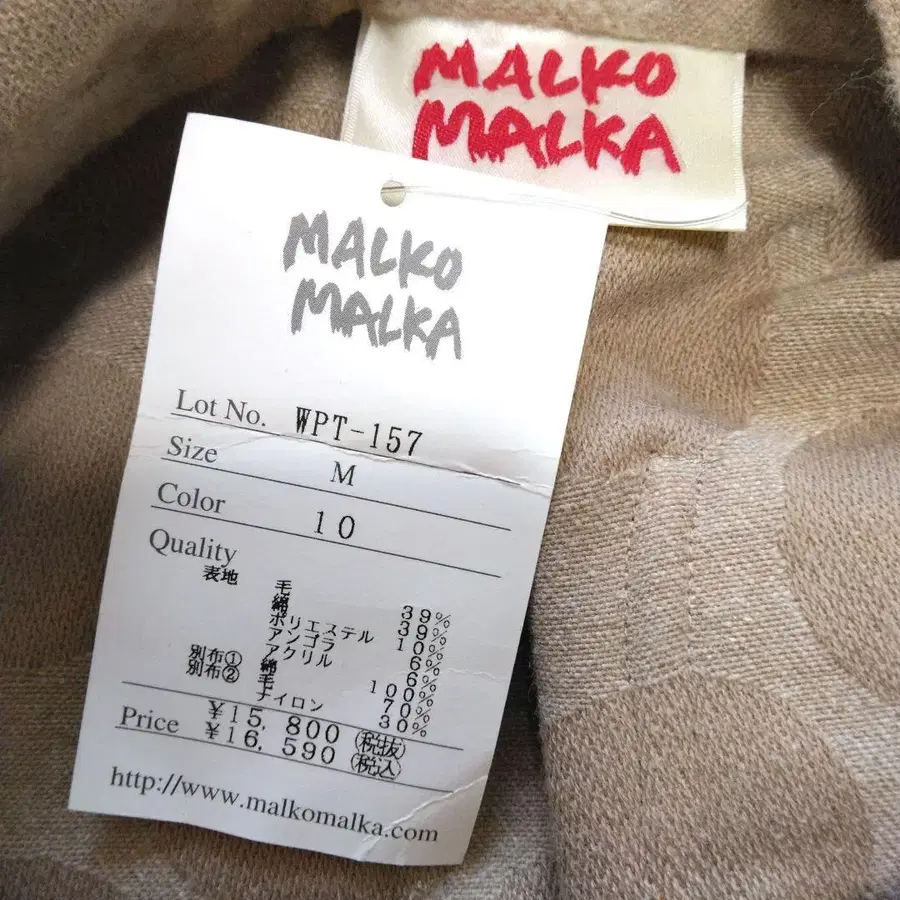 MALKO
MALKA
MALKO
MALKA
Lot No. WPT-157
Size M
Color 10
Quality
表地 毛 39%
綿 39%
ポリエステル 10%
アンゴラ 6%
アクリル 6%
別布① 綿 100%
別布② 毛 70%
ナイロン 30%
Price ¥15,800 (税抜)
¥16,590 (税込)
http://www.malkomalka.com